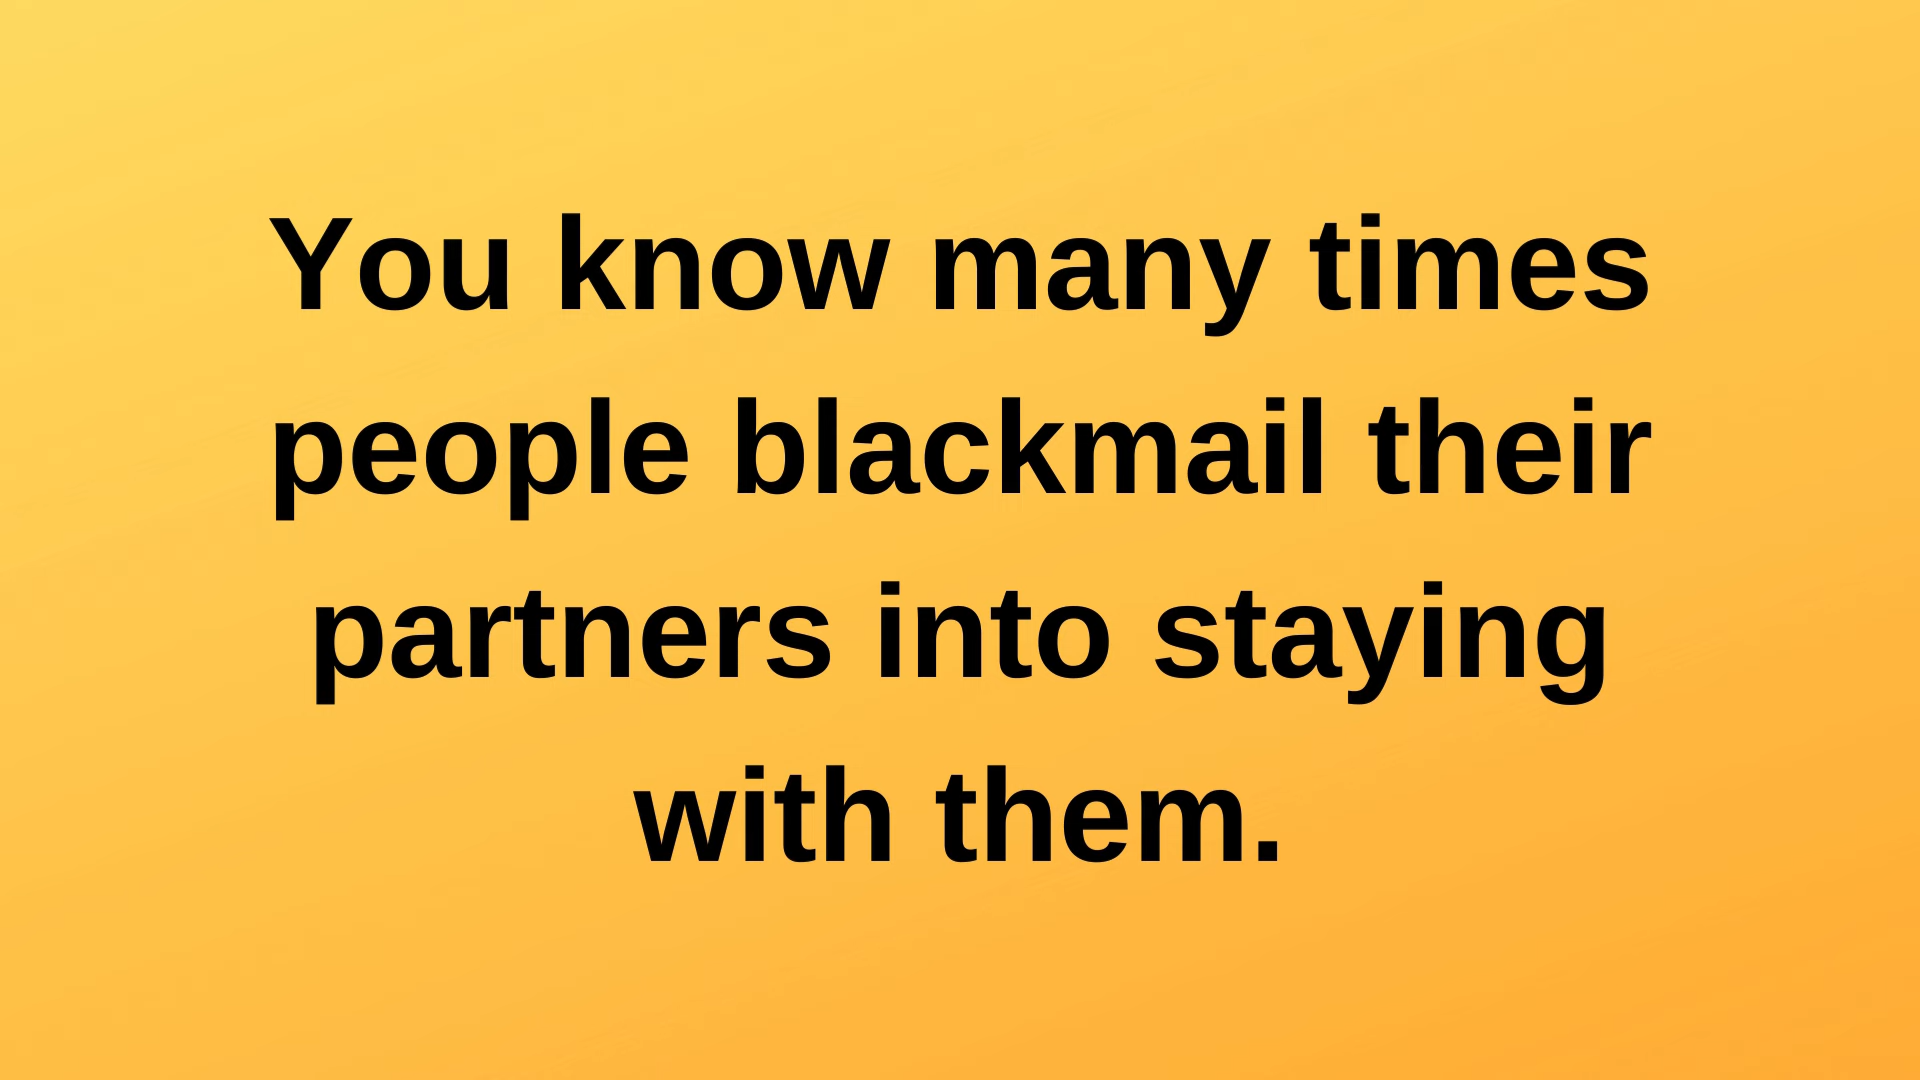 You know many times
people blackmail their
partners into staying
with them.